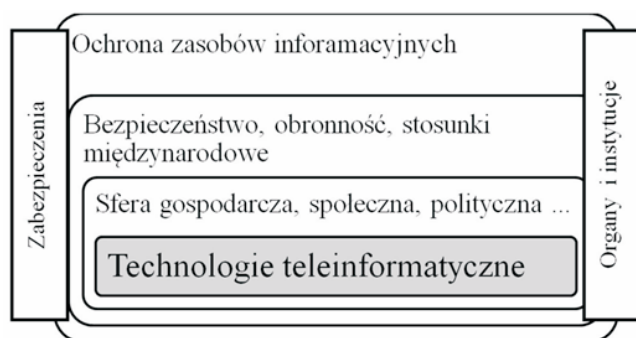 Ochrona zasobów inforamacyjnych
Zabezpieczenia
Bezpieczeństwo, obronność, stosunki
międzynarodowe
Sfera gospodarcza, społeczna, polityczna ...
Technologie teleinformatyczne
Organy i instytucje